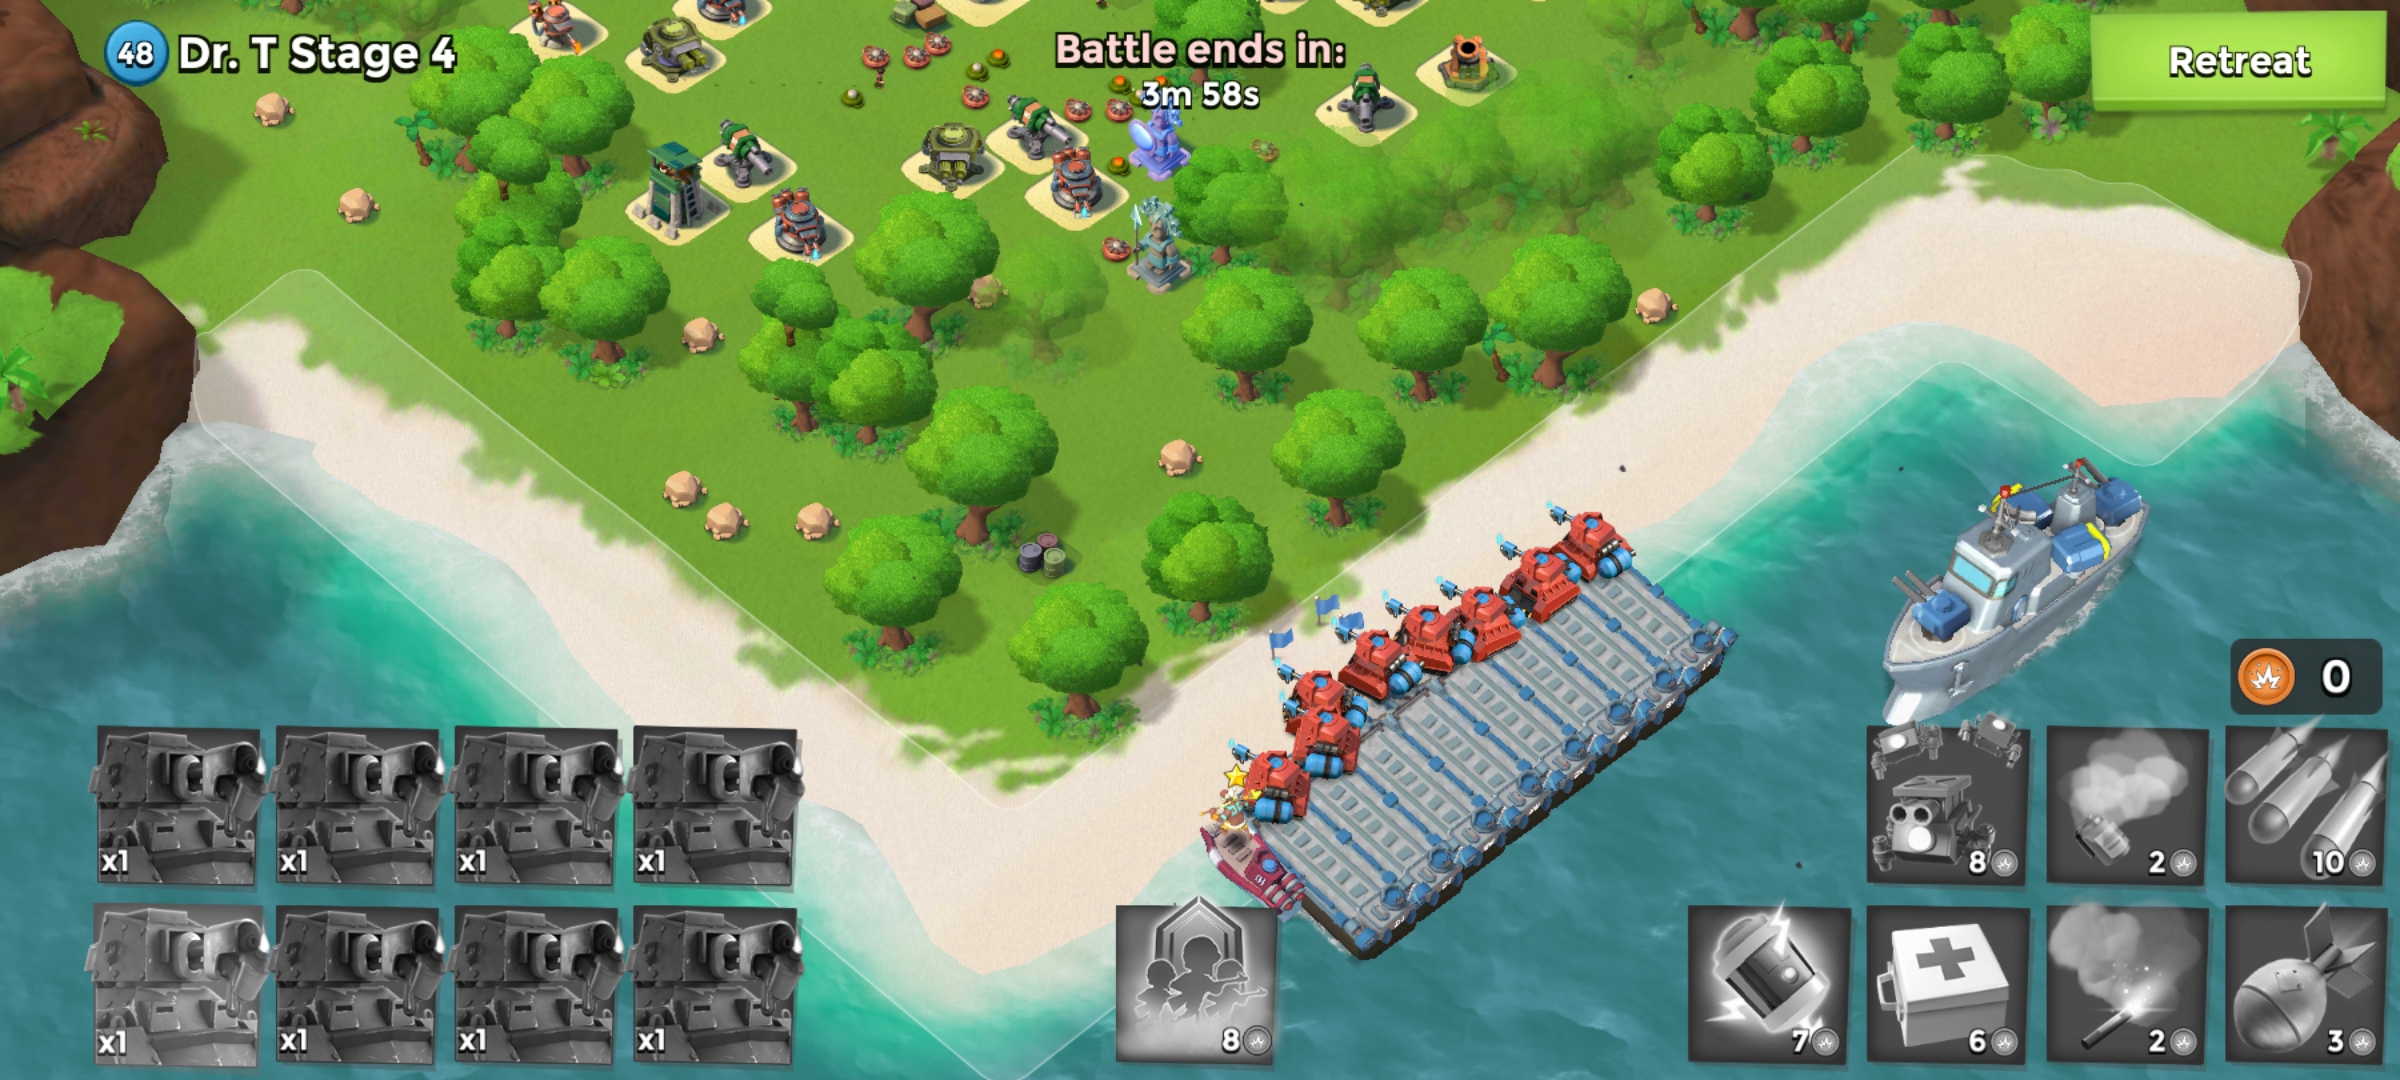 48 Dr. T Stage 4
Battle ends in:
3m 58s
Retreat
0
x1 x1 x1 x1
8 2 10
x1 x1 x1 x1
8
7 6 2 3